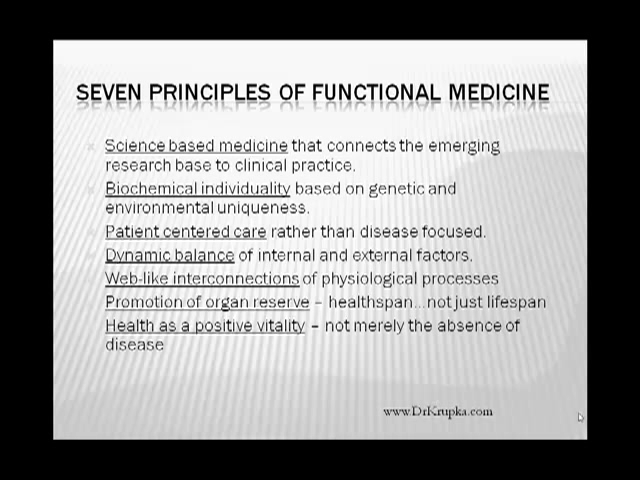 SEVEN PRINCIPLES OF FUNCTIONAL MEDICINE
Science based medicine that connects the emerging
research base to clinical practice.
Biochemical individuality based on genetic and
environmental uniqueness.
Patient centered care rather than disease focused.
Dynamic balance of internal and external factors.
Web-like interconnections of physiological processes
Promotion of organ reserve – healthspan...not just lifespan
Health as a positive vitality – not merely the absence of
disease
www.DrKrupka.com